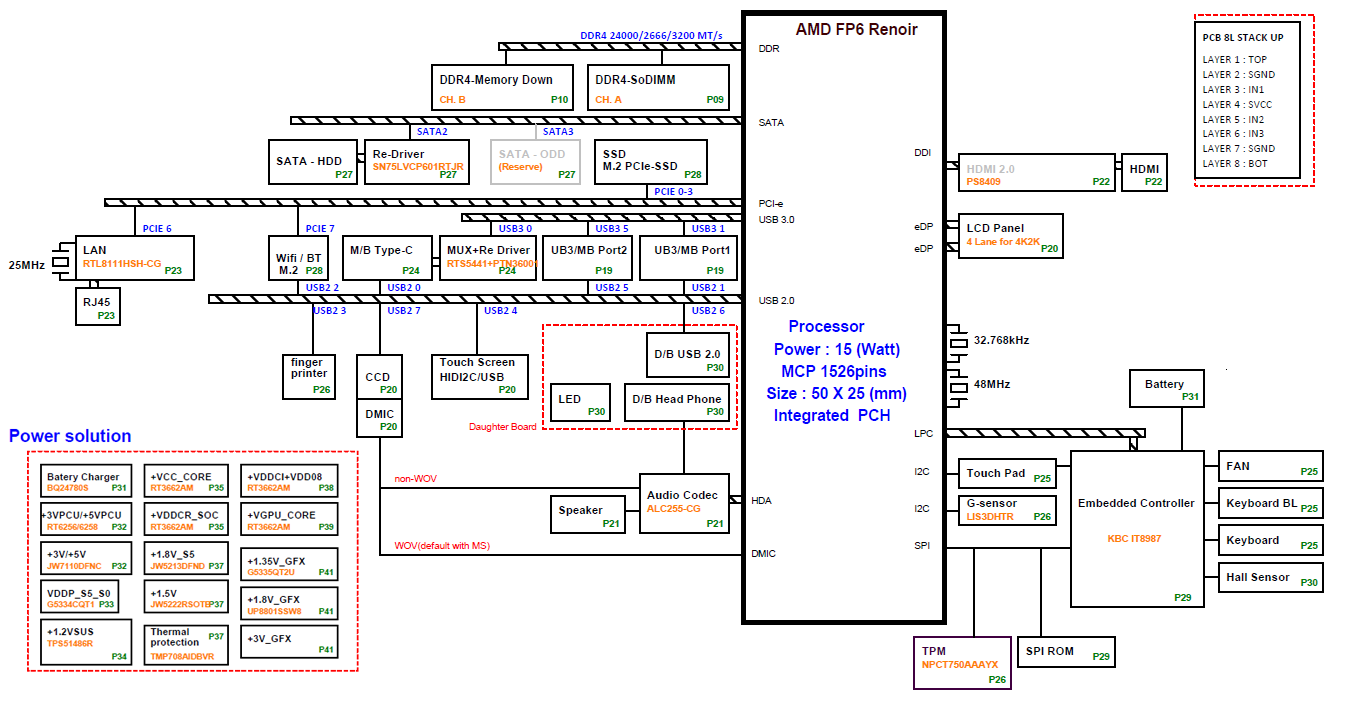 AMD FP6 Renoir
DDR4 24000/2666/3200 MT/s
DDR
DDR4-Memory Down
CH. B
P10
DDR4-SoDIMM
CH. A
P09
SATA
SATA2
SATA3
SATA - HDD
P27
Re-Driver
SN75LVCP601RTJR
P27
SATA - ODD
(Reserve)
P27
SSD
M.2 PCIe-SSD
P28
PCIE 0-3
PCI-e
USB 3.0
PCIE 6
PCIE 7
USB3 0
USB3 5
USB3 1
25MHz
LAN
RTL8111HSH-CG
P23
RJ45
P23
Wifi / BT
M.2
P28
M/B Type-C
P24
MUX+Re Driver
RTS5441+PTN36001
P24
UB3/MB Port2
P19
UB3/MB Port1
P19
USB2 2
USB2 0
USB2 5
USB2 1
USB 2.0
USB2 3
USB2 7
USB2 4
USB2 6
finger
printer
P26
CCD
P20
DMIC
P20
Touch Screen
HIDI2C/USB
P20
D/B USB 2.0
P30
LED
P30
D/B Head Phone
P30
Daughter Board
non-WOV
WOV(default with MS)
Speaker
P21
Audio Codec
ALC255-CG
P21
HDA
DMIC
Processor
Power : 15 (Watt)
MCP 1526pins
Size : 50 X 25 (mm)
Integrated PCH
DDI
HDMI 2.0
PS8409
P22
HDMI
P22
eDP
eDP
LCD Panel
4 Lane for 4K2K
P20
32.768kHz
48MHz
LPC
I2C
I2C
SPI
Touch Pad
P25
G-sensor
LIS3DHTR
P26
Battery
P31
Embedded Controller
KBC IT8987
P29
FAN
P25
Keyboard BL
P25
Keyboard
P25
Hall Sensor
P30
TPM
NPCT750AAAYX
P26
SPI ROM
P29
PCB 8L STACK UP
LAYER 1 : TOP
LAYER 2 : SGND
LAYER 3 : IN1
LAYER 4 : SVCC
LAYER 5 : IN2
LAYER 6 : IN3
LAYER 7 : SGND
LAYER 8 : BOT
Power solution
Batery Charger
BQ24780S
P31
+VCC_CORE
RT3662AM
P35
+VDDCI+VDD08
RT3662AM
P38
+3VPCU/+5VPCU
RT6256/6258
P32
+VDDCR_SOC
RT3662AM
P35
+VGPU_CORE
RT3662AM
P39
+3V/+5V
JW7110DFNC
P32
+1.8V_S5
JW5213DFND
P37
+1.35V_GFX
G5335QT2U
P41
VDDP_S5_S0
G5334CQT1
P33
+1.5V
JW5222RSOTB
P37
+1.8V_GFX
UP8801SSW8
P41
+1.2VSUS
TPS51486R
P34
Thermal
protection
P37
TMP708AIDBVR
+3V_GFX
P41